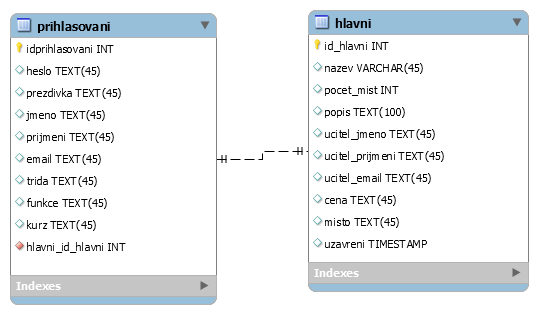 prihlasovani
idprihlasovani INT
heslo TEXT(45)
prezdivka TEXT(45)
jmeno TEXT(45)
prijmeni TEXT(45)
email TEXT(45)
trida TEXT(45)
funkce TEXT(45)
kurz TEXT(45)
hlavni_id_hlavni INT
Indexes
hlavni
id_hlavni INT
nazev VARCHAR(45)
pocet_mist INT
popis TEXT(100)
ucitel_jmeno TEXT(45)
ucitel_prijmeni TEXT(45)
ucitel_email TEXT(45)
cena TEXT(45)
misto TEXT(45)
uzavreni TIMESTAMP
Indexes